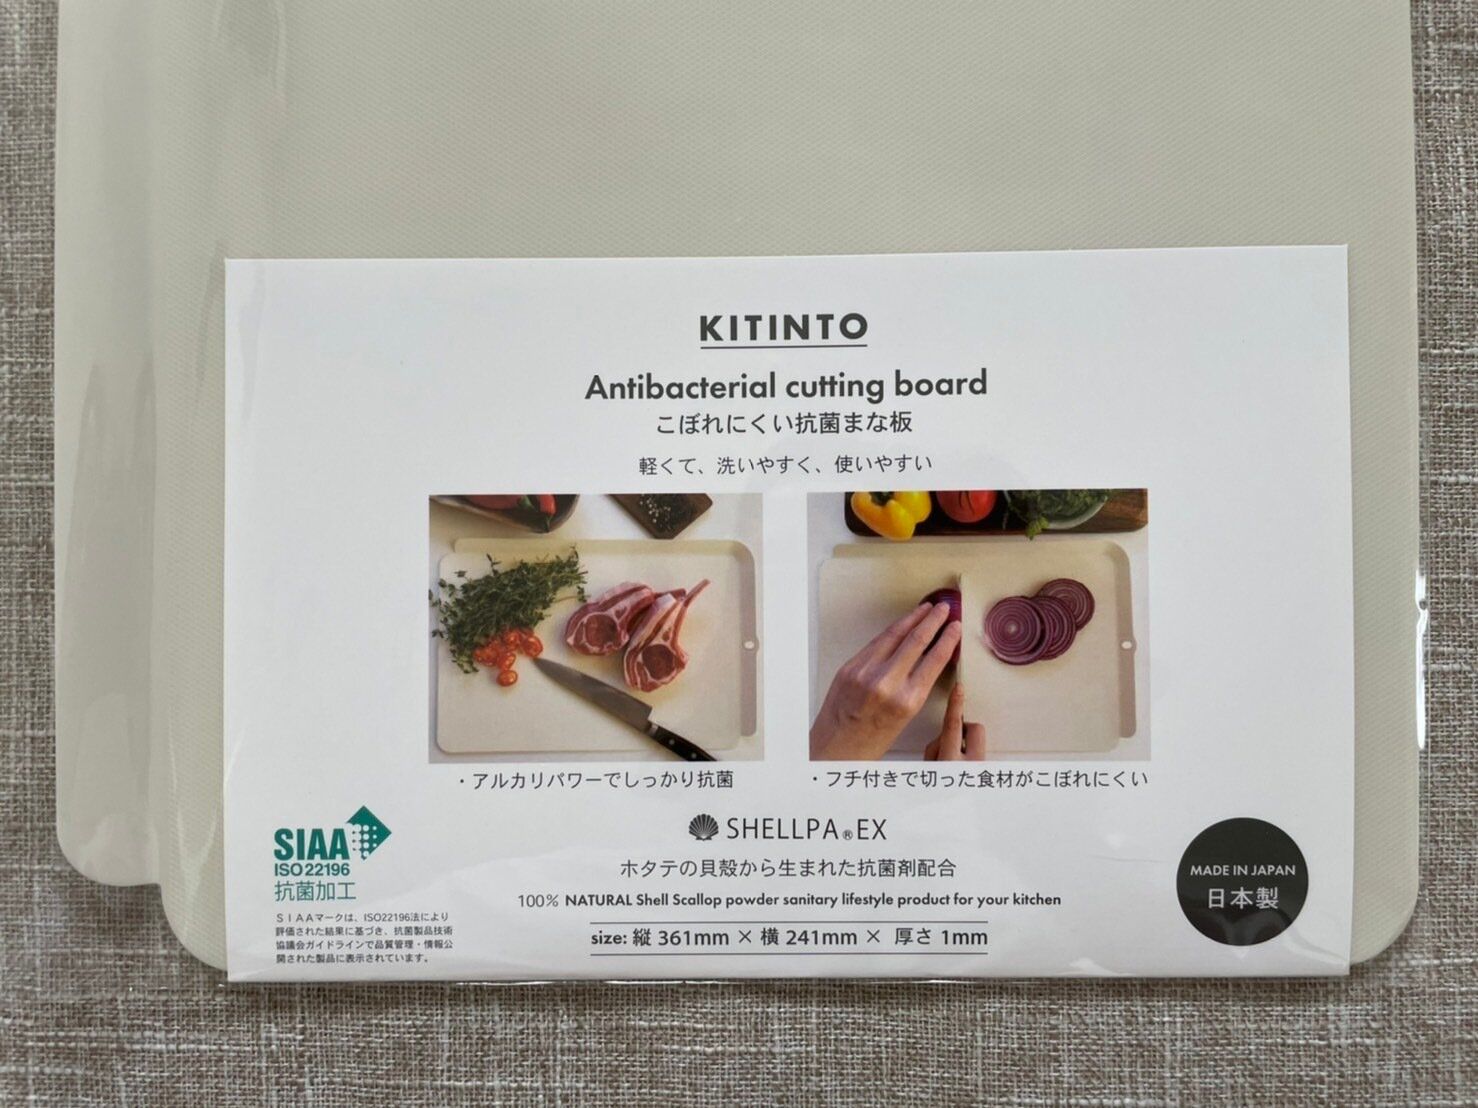 KITINTO
Antibacterial cutting board
こぼれにくい抗菌まな板
軽くて、洗いやすく、使いやすい
・アルカリパワーでしっかり抗菌
・フチ付きで切った食材がこぼれにくい
SHELLPA®EX
ホタテの貝殻から生まれた抗菌剤配合
100% NATURAL Shell Scallop powder sanitary lifestyle product for your kitchen
size: 縦 361mm × 横 241mm × 厚さ 1mm
SIAA
ISO 22196
抗菌加工
SIAAマークは、ISO22196法により
評価された結果に基づき、抗菌製品技術
協議会ガイドラインで品質管理・情報公
開された製品に表示されています。
MADE IN JAPAN
日本製